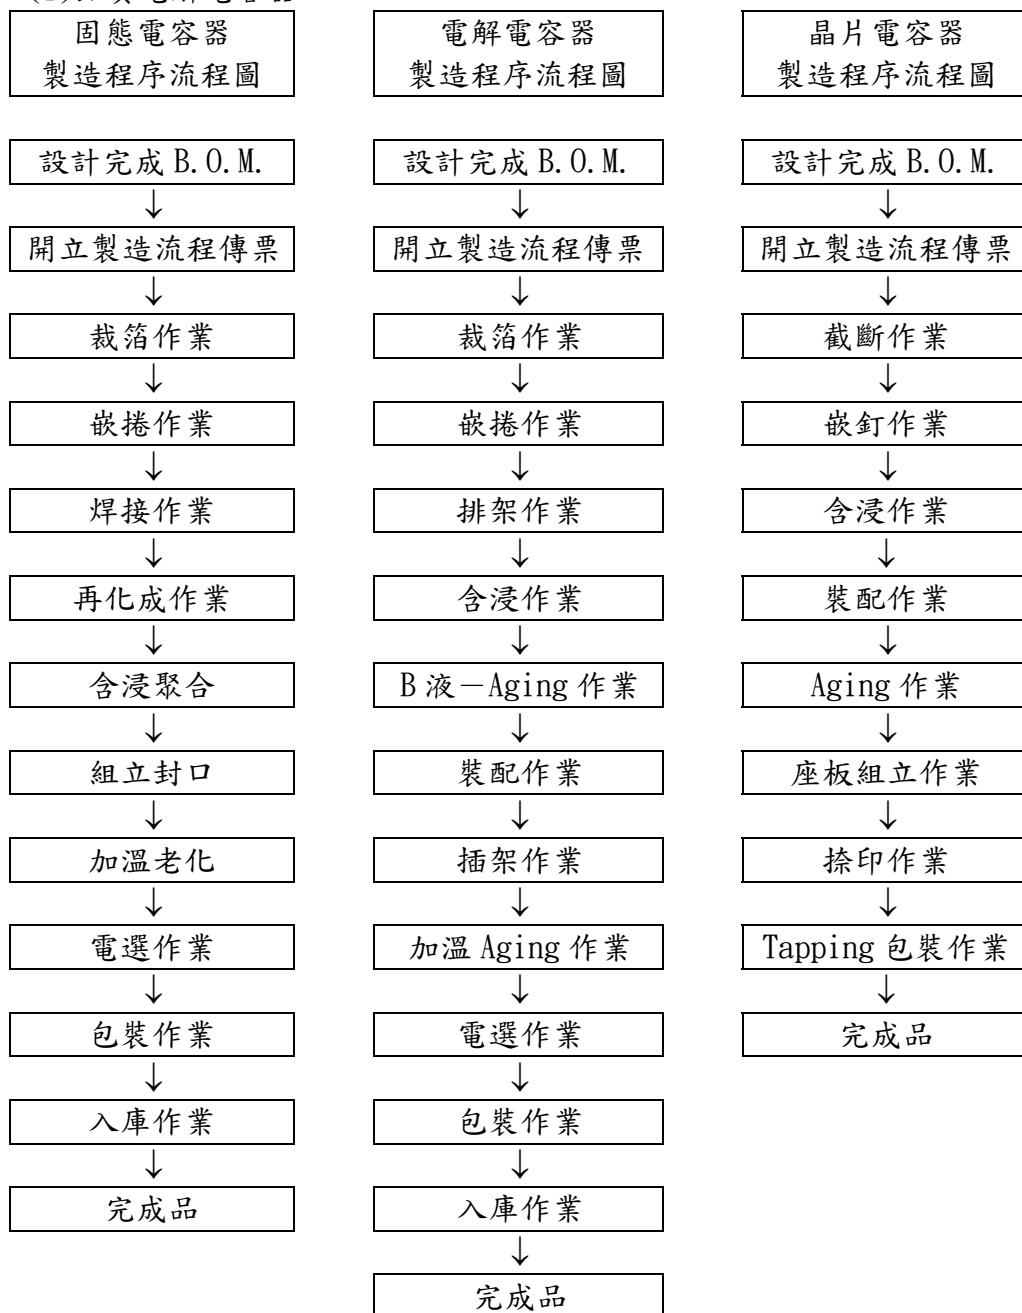 固態電容器
製造程序流程圖
設計完成 B.O.M.
↓
開立製造流程傳票
↓
裁箔作業
↓
嵌捲作業
↓
焊接作業
↓
再化成作業
↓
含浸聚合
↓
組立封口
↓
加溫老化
↓
電選作業
↓
包裝作業
↓
入庫作業
↓
完成品
電解電容器
製造程序流程圖
設計完成 B.O.M.
↓
開立製造流程傳票
↓
裁箔作業
↓
嵌捲作業
↓
排架作業
↓
含浸作業
↓
B 液－Aging 作業
↓
裝配作業
↓
插架作業
↓
加溫 Aging 作業
↓
電選作業
↓
包裝作業
↓
入庫作業
↓
完成品
晶片電容器
製造程序流程圖
設計完成 B.O.M.
↓
開立製造流程傳票
↓
截斷作業
↓
嵌釘作業
↓
含浸作業
↓
裝配作業
↓
Aging 作業
↓
座板組立作業
↓
捺印作業
↓
Tapping 包裝作業
↓
完成品